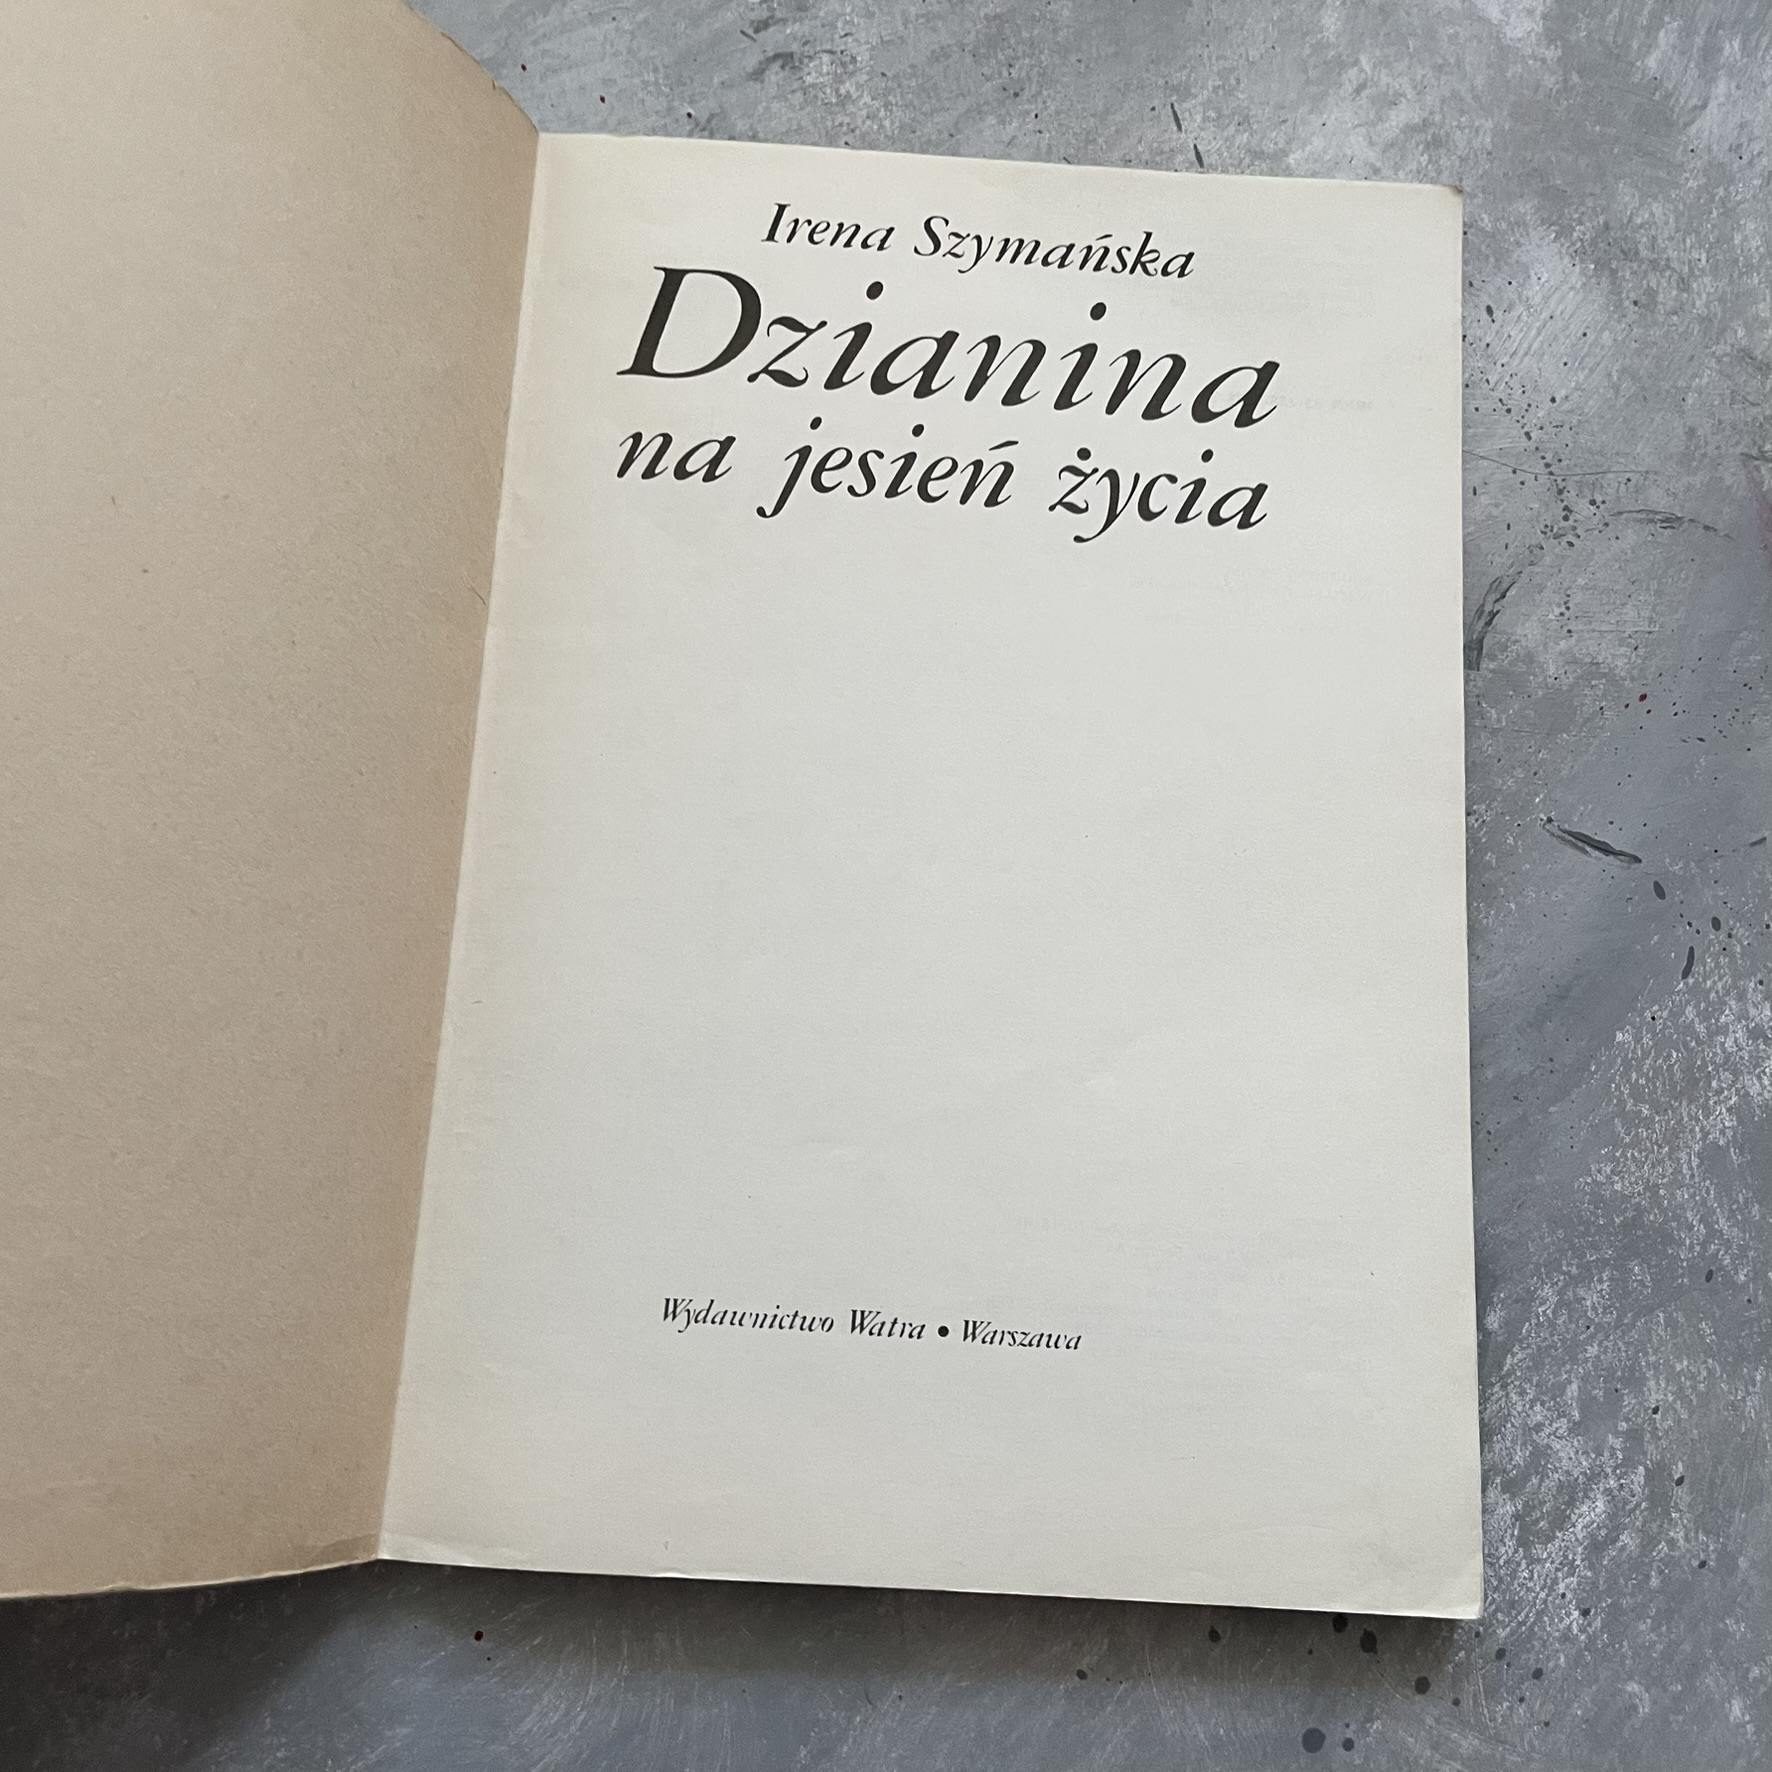 Irena Szymańska
Dzianina
na jesień życia
Wydawnictwo Watra • Warszawa